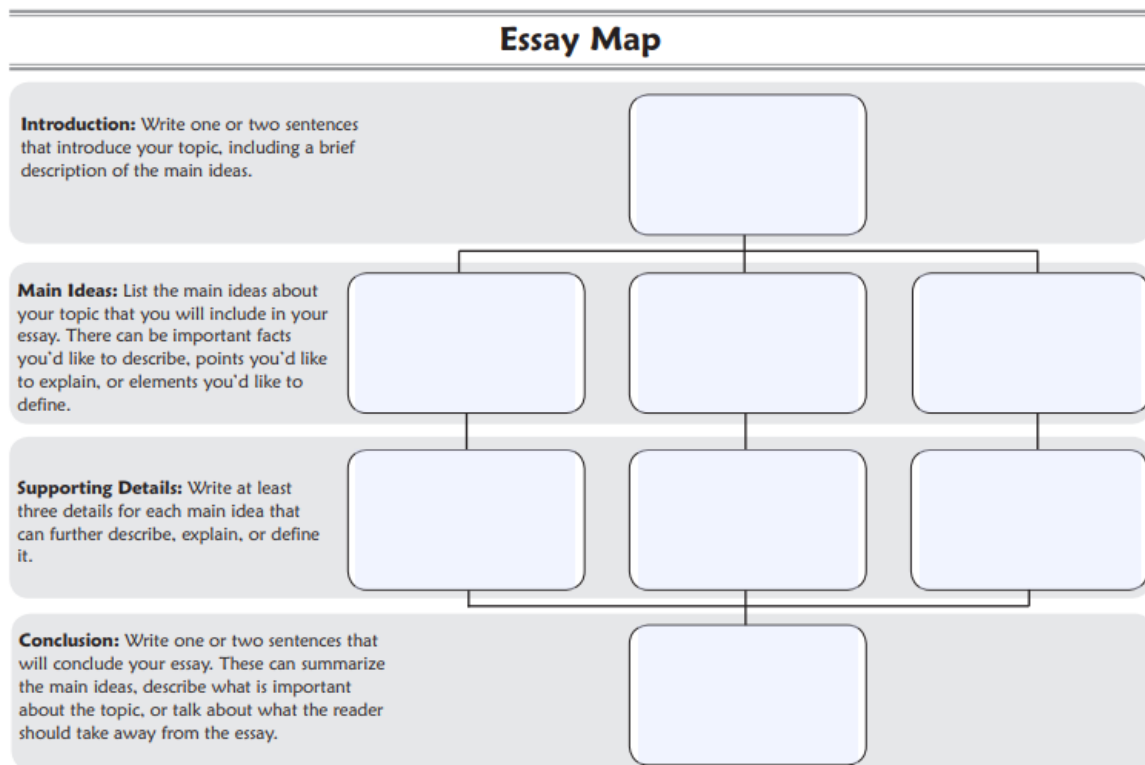 Essay Map
Introduction: Write one or two sentences
that introduce your topic, including a brief
description of the main ideas.
Main Ideas: List the main ideas about
your topic that you will include in your
essay. There can be important facts
you'd like to describe, points you'd like
to explain, or elements you'd like to
define.
Supporting Details: Write at least
three details for each main idea that
can further describe, explain, or define
it.
Conclusion: Write one or two sentences that
will conclude your essay. These can summarize
the main ideas, describe what is important
about the topic, or talk about what the reader
should take away from the essay.